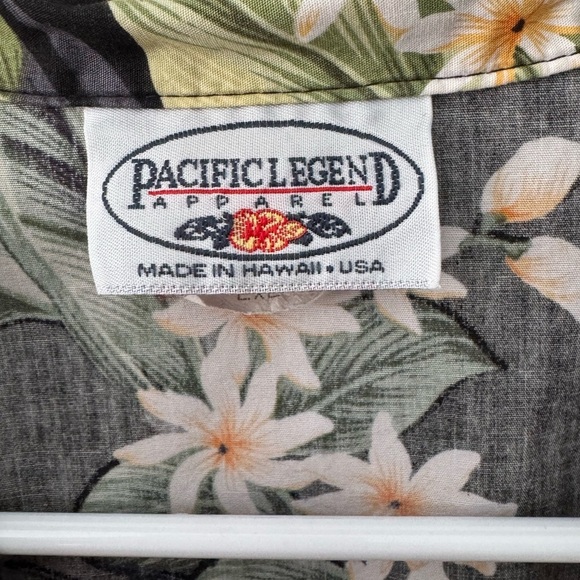 PACIFIC LEGEND
APPAREL
MADE IN HAWAII • USA